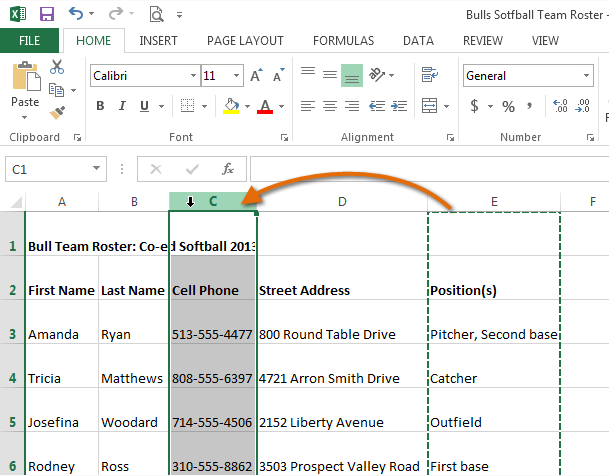 Bulls Sotfball Team Roster -
FILE HOME INSERT PAGE LAYOUT FORMULAS DATA REVIEW VIEW
Calibri 11 A A General
Paste B I U A $ % , .00 .00
Clipboard Font Alignment Number
C1 fx
A B C D E F
1 Bull Team Roster: Co-ed Softball 2013
2 First Name Last Name Cell Phone Street Address Position(s)
3 Amanda Ryan 513-555-4477 800 Round Table Drive Pitcher, Second base
4 Tricia Matthews 808-555-6397 4721 Arron Smith Drive Catcher
5 Josefina Woodard 714-555-4506 2152 Liberty Avenue Outfield
6 Rodney Ross 310-555-8862 3503 Prospect Valley Road First base